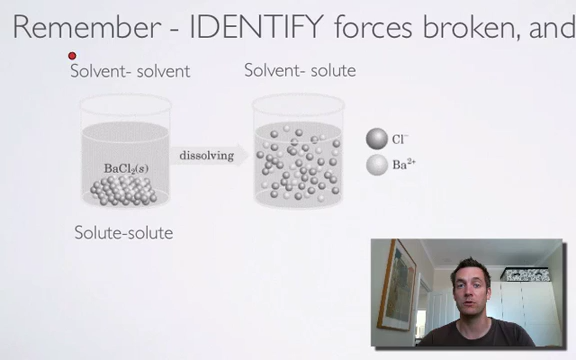 Remember - IDENTIFY forces broken, and
Solvent- solvent
Solvent- solute
BaCl₂(s)
dissolving
Cl⁻
Ba²⁺
Solute-solute